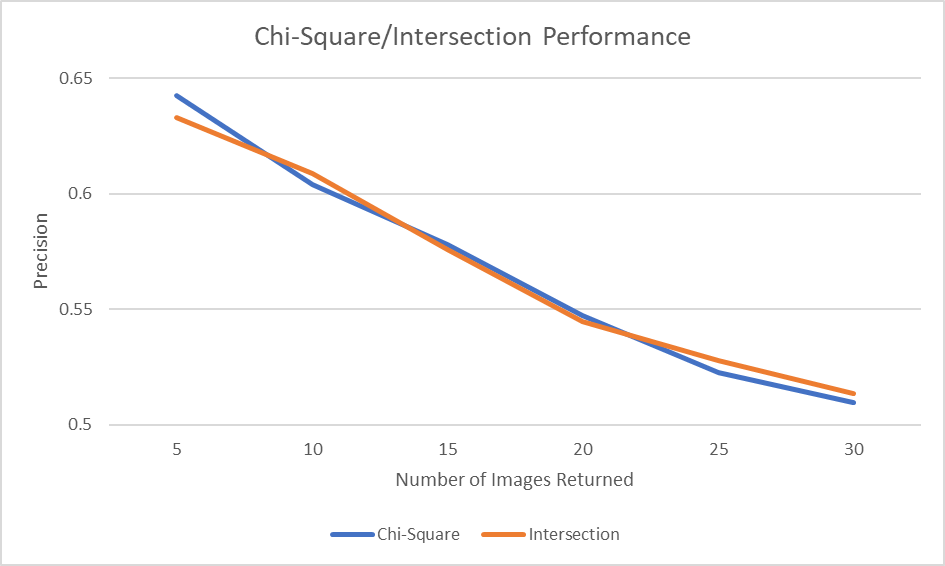 Chi-Square/Intersection Performance
0.65
0.6
0.55
0.5
Precision
5 10 15 20 25 30
Number of Images Returned
Chi-Square Intersection